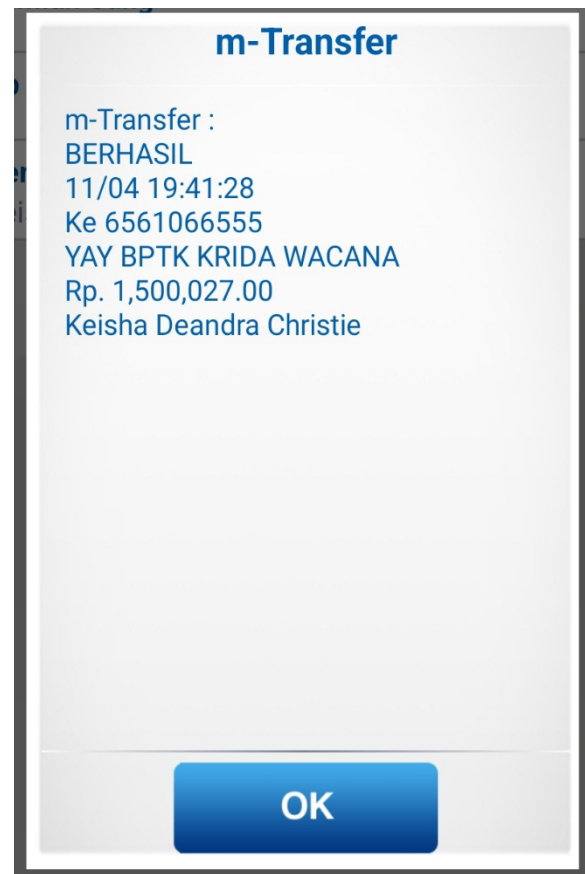 m-Transfer
m-Transfer :
BERHASIL
11/04 19:41:28
Ke 6561066555
YAY BPTK KRIDA WACANA
Rp. 1,500,027.00
Keisha Deandra Christie
OK